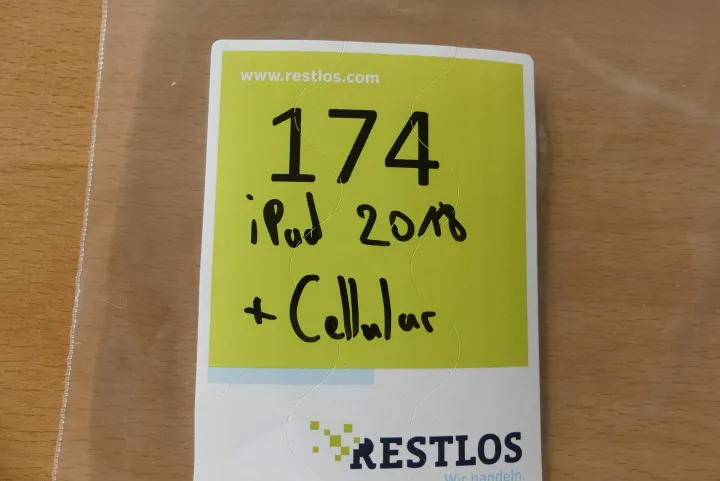 www.restlos.com
174
iPad 2018
+ Cellular
RESTLOS
Wir handeln.